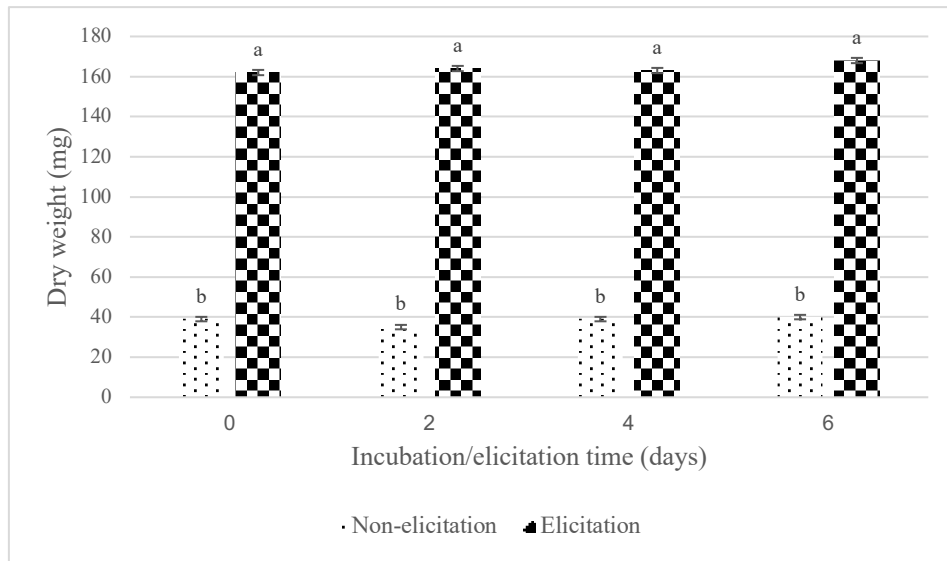 180
160
140
120
100
80
60
40
20
0
Dry weight (mg)
a
a
a
a
b
b
b
b
0 2 4 6
Incubation/elicitation time (days)
Non-elicitation Elicitation